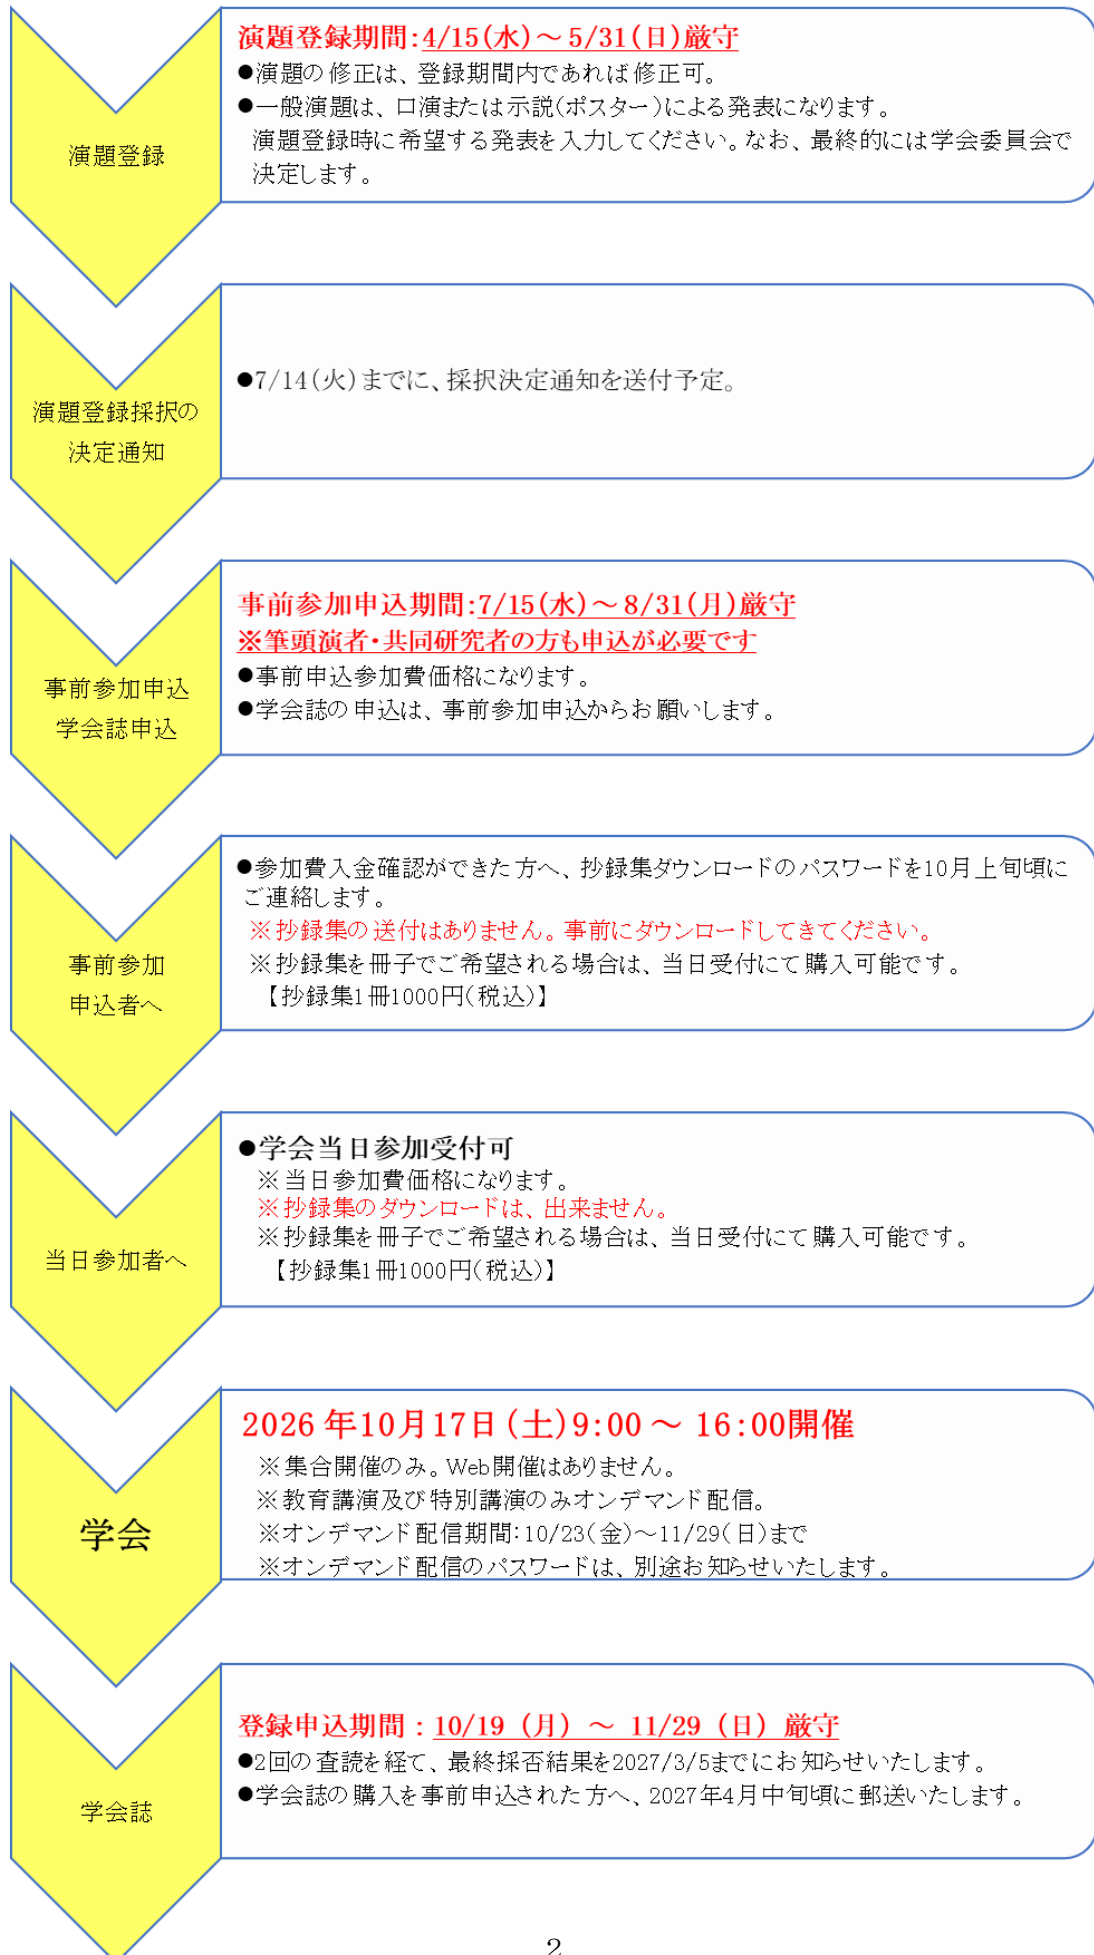 演題登録
演題登録期間:4/15(水)～5/31(日)厳守
●演題の修正は、登録期間内であれば修正可。
●一般演題は、口演または示説(ポスター)による発表になります。
演題登録時に希望する発表を入力してください。なお、最終的には学会委員会で
決定します。
演題登録採択の
決定通知
●7/14(火)までに、採択決定通知を送付予定。
事前参加申込
学会誌申込
事前参加申込期間:7/15(水)～8/31(月)厳守
※筆頭演者・共同研究者の方も申込が必要です
●事前申込参加費価格になります。
●学会誌の申込は、事前参加申込からお願いします。
事前参加
申込者へ
●参加費入金確認ができた方へ、抄録集ダウンロードのパスワードを10月上旬頃に
ご連絡します。
※抄録集の送付はありません。事前にダウンロードしてきてください。
※抄録集を冊子でご希望される場合は、当日受付にて購入可能です。
【抄録集1冊1000円(税込)】
当日参加者へ
●学会当日参加受付可
※当日参加費価格になります。
※抄録集のダウンロードは、出来ません。
※抄録集を冊子でご希望される場合は、当日受付にて購入可能です。
【抄録集1冊1000円(税込)】
学会
2026年10月17日(土)9:00～16:00開催
※集合開催のみ。Web開催はありません。
※教育講演及び特別講演のみオンデマンド配信。
※オンデマンド配信期間:10/23(金)～11/29(日)まで
※オンデマンド配信のパスワードは、別途お知らせいたします。
学会誌
登録申込期間：10/19（月）～ 11/29（日）厳守
●2回の査読を経て、最終採否結果を2027/3/5までにお知らせいたします。
●学会誌の購入を事前申込された方へ、2027年4月中旬頃に郵送いたします。
2